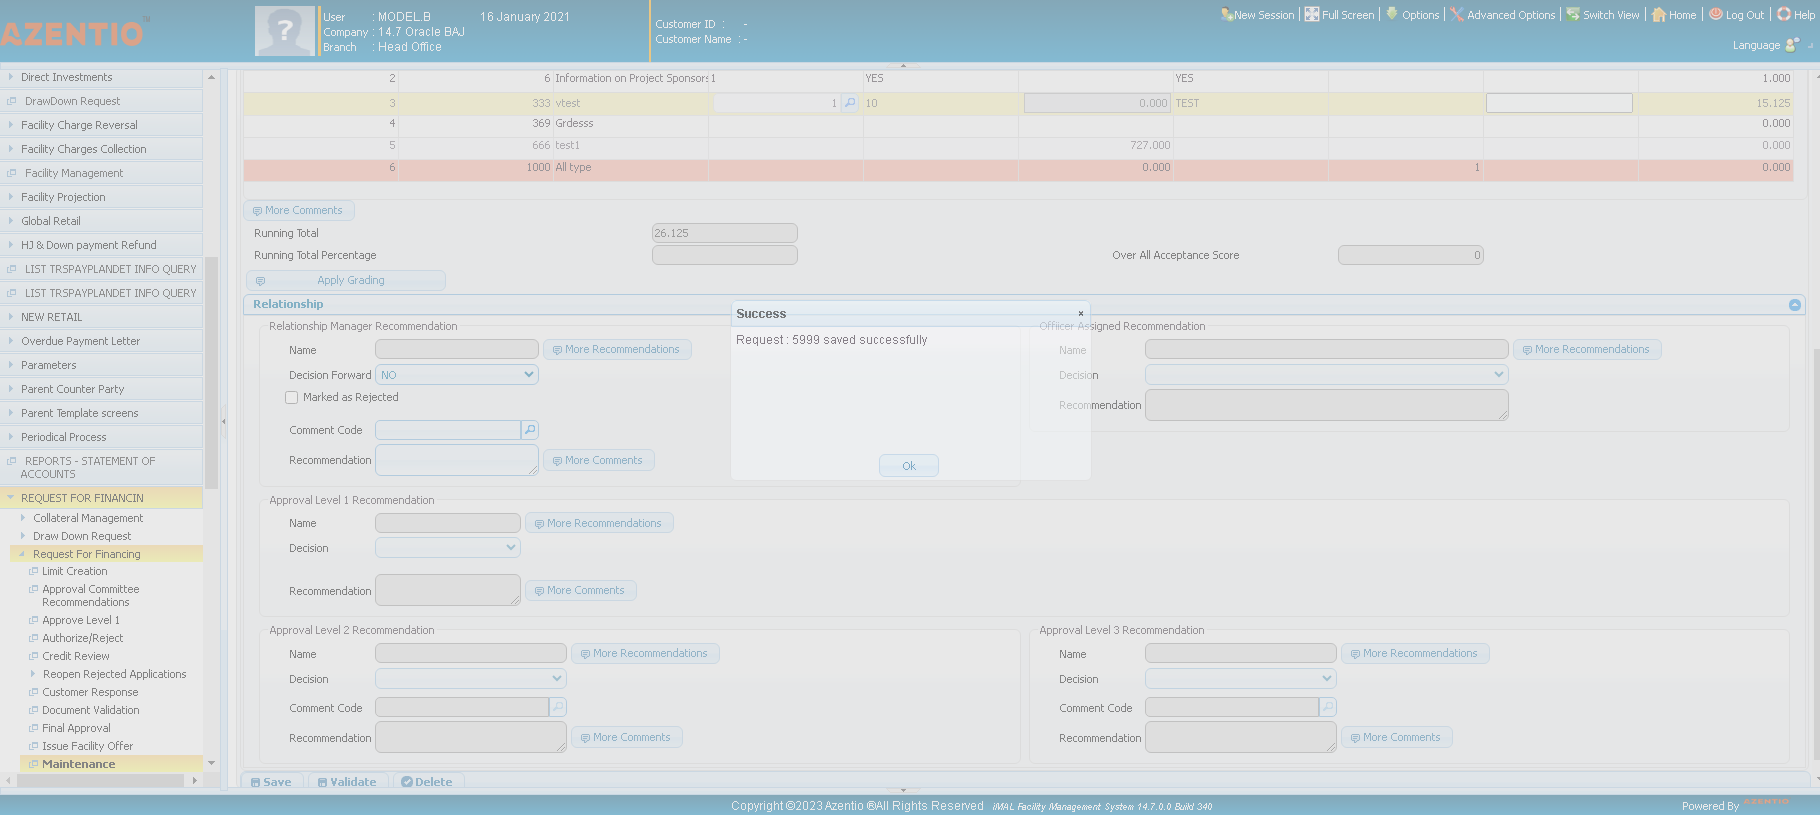 AZENTIO™
User : MODEL.B 16 January 2021
Company : 14.7 Oracle BAJ
Branch : Head Office
Customer ID : -
Customer Name : -
New Session Full Screen Options Advanced Options Switch View Home Log Out Help
Language
Direct Investments
DrawDown Request
Facility Charge Reversal
Facility Charges Collection
Facility Management
Facility Projection
Global Retail
HJ & Down payment Refund
LIST TRSPAYPLANDET INFO QUERY
LIST TRSPAYPLANDET INFO QUERY
NEW RETAIL
Overdue Payment Letter
Parameters
Parent Counter Party
Parent Template screens
Periodical Process
REPORTS - STATEMENT OF
ACCOUNTS
REQUEST FOR FINANCIN
Collateral Management
Draw Down Request
Request For Financing
Limit Creation
Approval Committee
Recommendations
Approve Level 1
Authorize/Reject
Credit Review
Reopen Rejected Applications
Customer Response
Document Validation
Final Approval
Issue Facility Offer
Maintenance
2 6 Information on Project Sponsors 1 YES YES 1.000
3 333 vtest 1 10 0.000 TEST 15.125
4 369 Grdesss 0.000
5 666 test1 727.000 0.000
6 1000 All type 0.000 1 0.000
More Comments
Running Total 26.125
Running Total Percentage Over All Acceptance Score 0
Apply Grading
Relationship
Relationship Manager Recommendation
Name More Recommendations
Decision Forward NO
Marked as Rejected
Comment Code
Recommendation More Comments
Officer Assigned Recommendation
Name More Recommendations
Decision
Recommendation
Success
×
Request : 5999 saved successfully
Ok
Approval Level 1 Recommendation
Name More Recommendations
Decision
Recommendation More Comments
Approval Level 2 Recommendation
Name More Recommendations
Decision
Comment Code
Recommendation More Comments
Approval Level 3 Recommendation
Name More Recommendations
Decision
Comment Code
Recommendation More Comments
Save Validate Delete
Copyright ©2023 Azentio ®All Rights Reserved iMAL Facility Management System 14.7.0.0 Build 340
Powered By AZENTIO